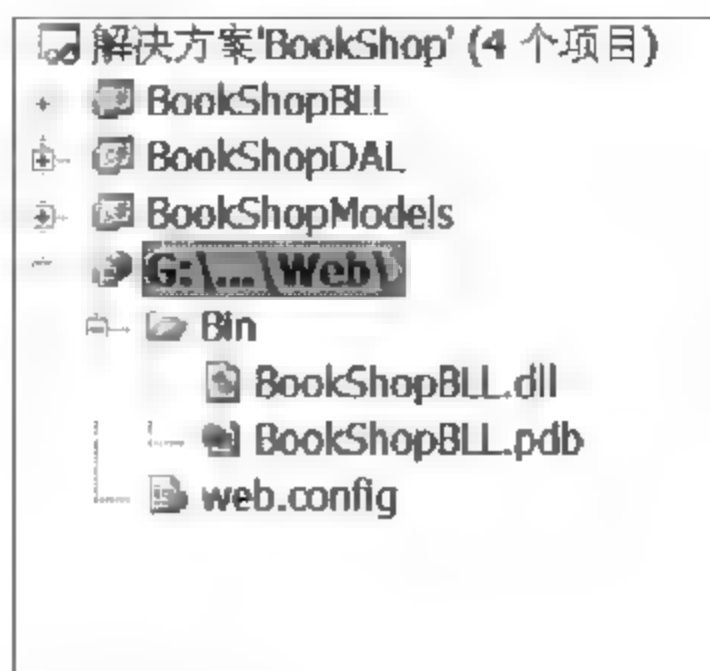 解决方案'BookShop' (4 个项目)
BookShopBLL
BookShopDAL
BookShopModels
G:\...\Web\
Bin
BookShopBLL.dll
BookShopBLL.pdb
web.config